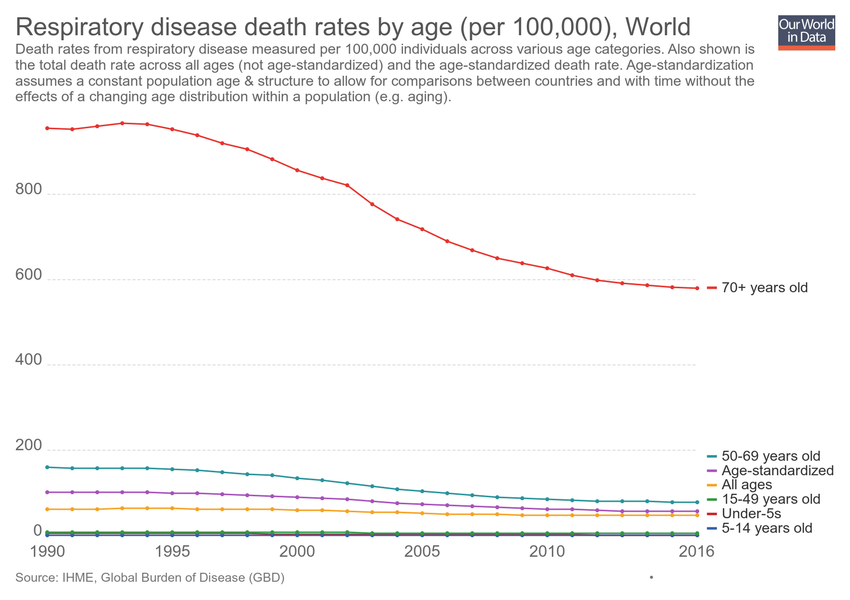 Respiratory disease death rates by age (per 100,000), World
Our World
in Data
Death rates from respiratory disease measured per 100,000 individuals across various age categories. Also shown is
the total death rate across all ages (not age-standardized) and the age-standardized death rate. Age-standardization
assumes a constant population age & structure to allow for comparisons between countries and with time without the
effects of a changing age distribution within a population (e.g. aging).
800
600
400
200
0
70+ years old
50-69 years old
Age-standardized
All ages
15-49 years old
Under-5s
5-14 years old
1990 1995 2000 2005 2010 2016
Source: IHME, Global Burden of Disease (GBD)